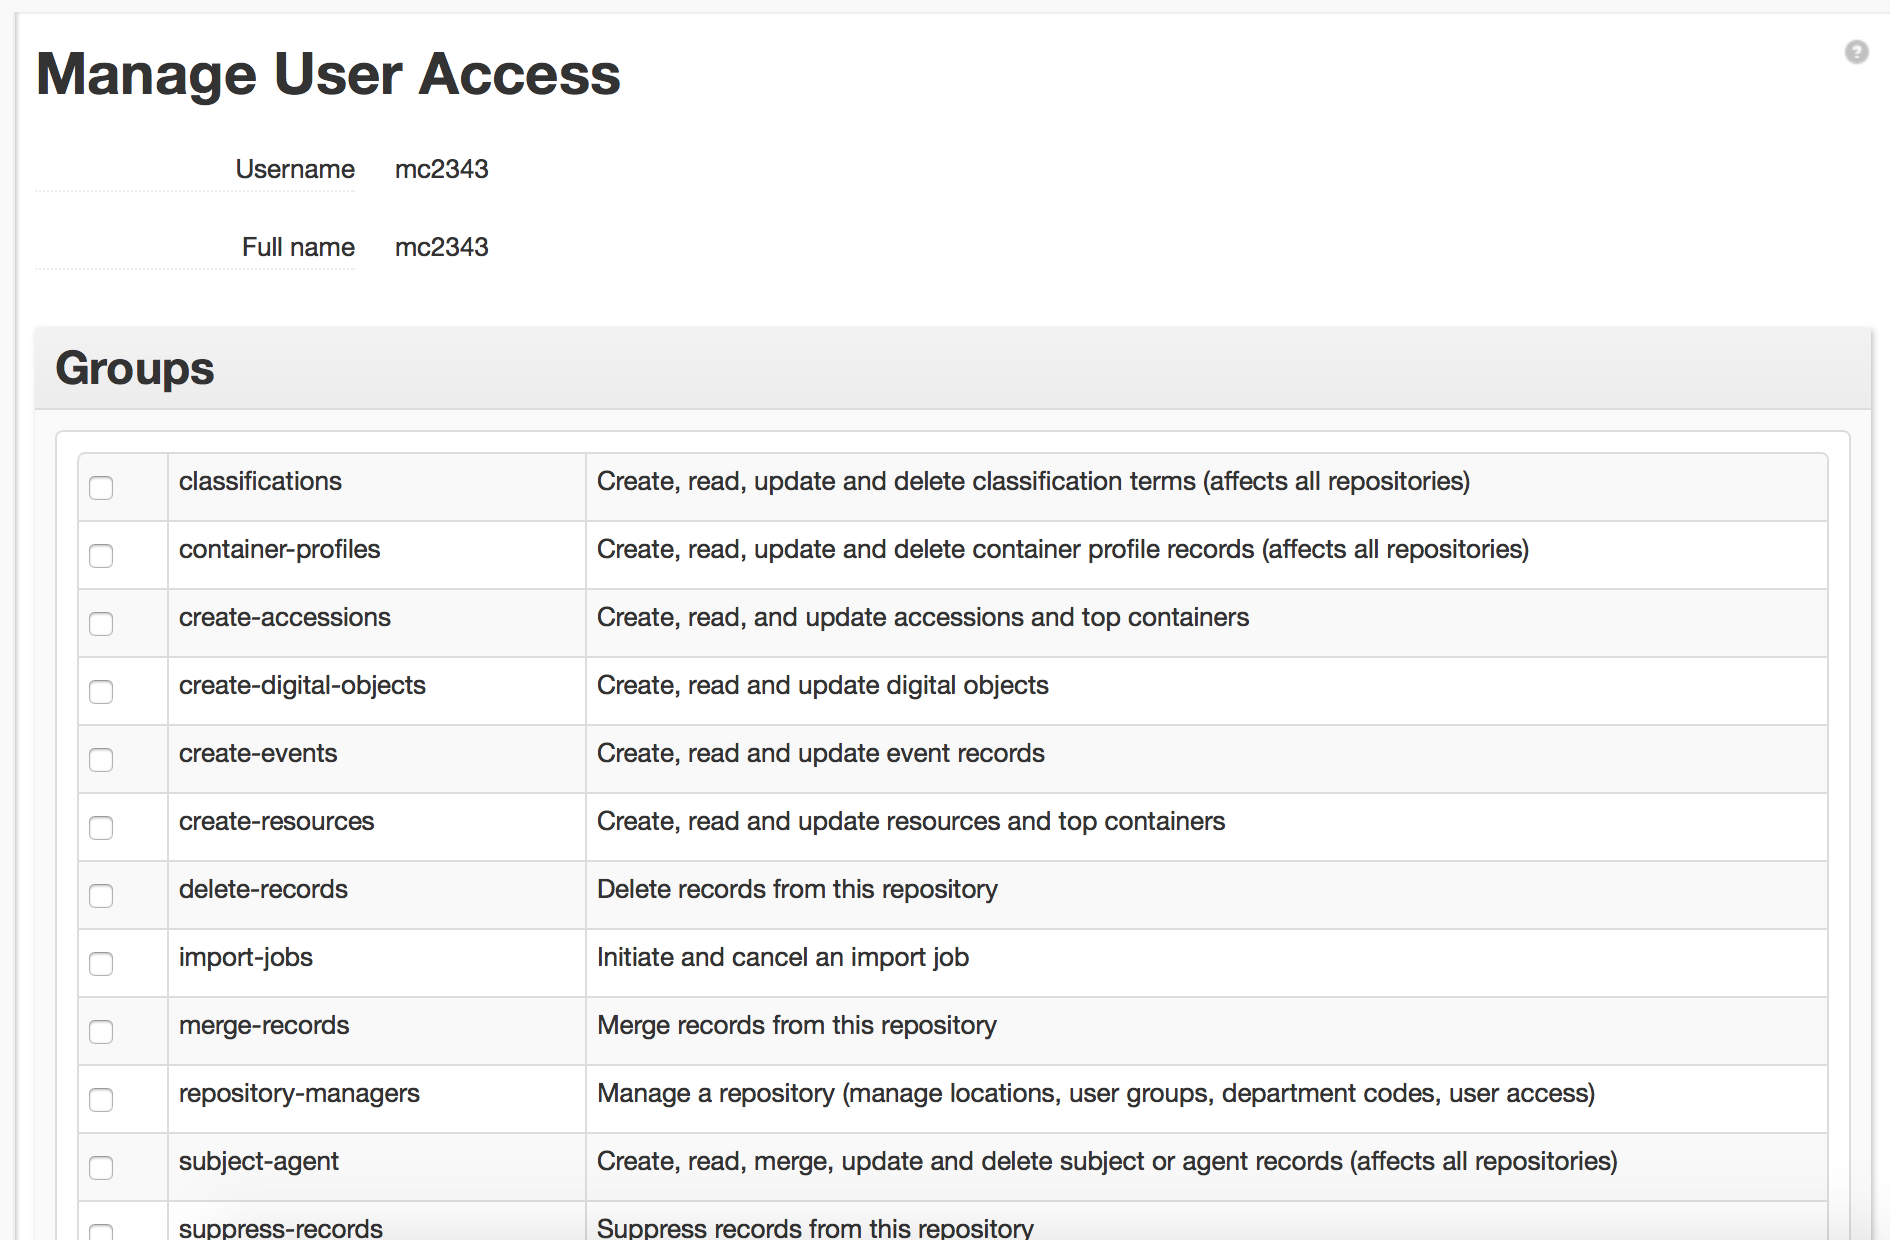 Manage User Access
?
Username mc2343
Full name mc2343
Groups
classifications Create, read, update and delete classification terms (affects all repositories)
container-profiles Create, read, update and delete container profile records (affects all repositories)
create-accessions Create, read, and update accessions and top containers
create-digital-objects Create, read and update digital objects
create-events Create, read and update event records
create-resources Create, read and update resources and top containers
delete-records Delete records from this repository
import-jobs Initiate and cancel an import job
merge-records Merge records from this repository
repository-managers Manage a repository (manage locations, user groups, department codes, user access)
subject-agent Create, read, merge, update and delete subject or agent records (affects all repositories)
suppress-records Suppress records from this repository